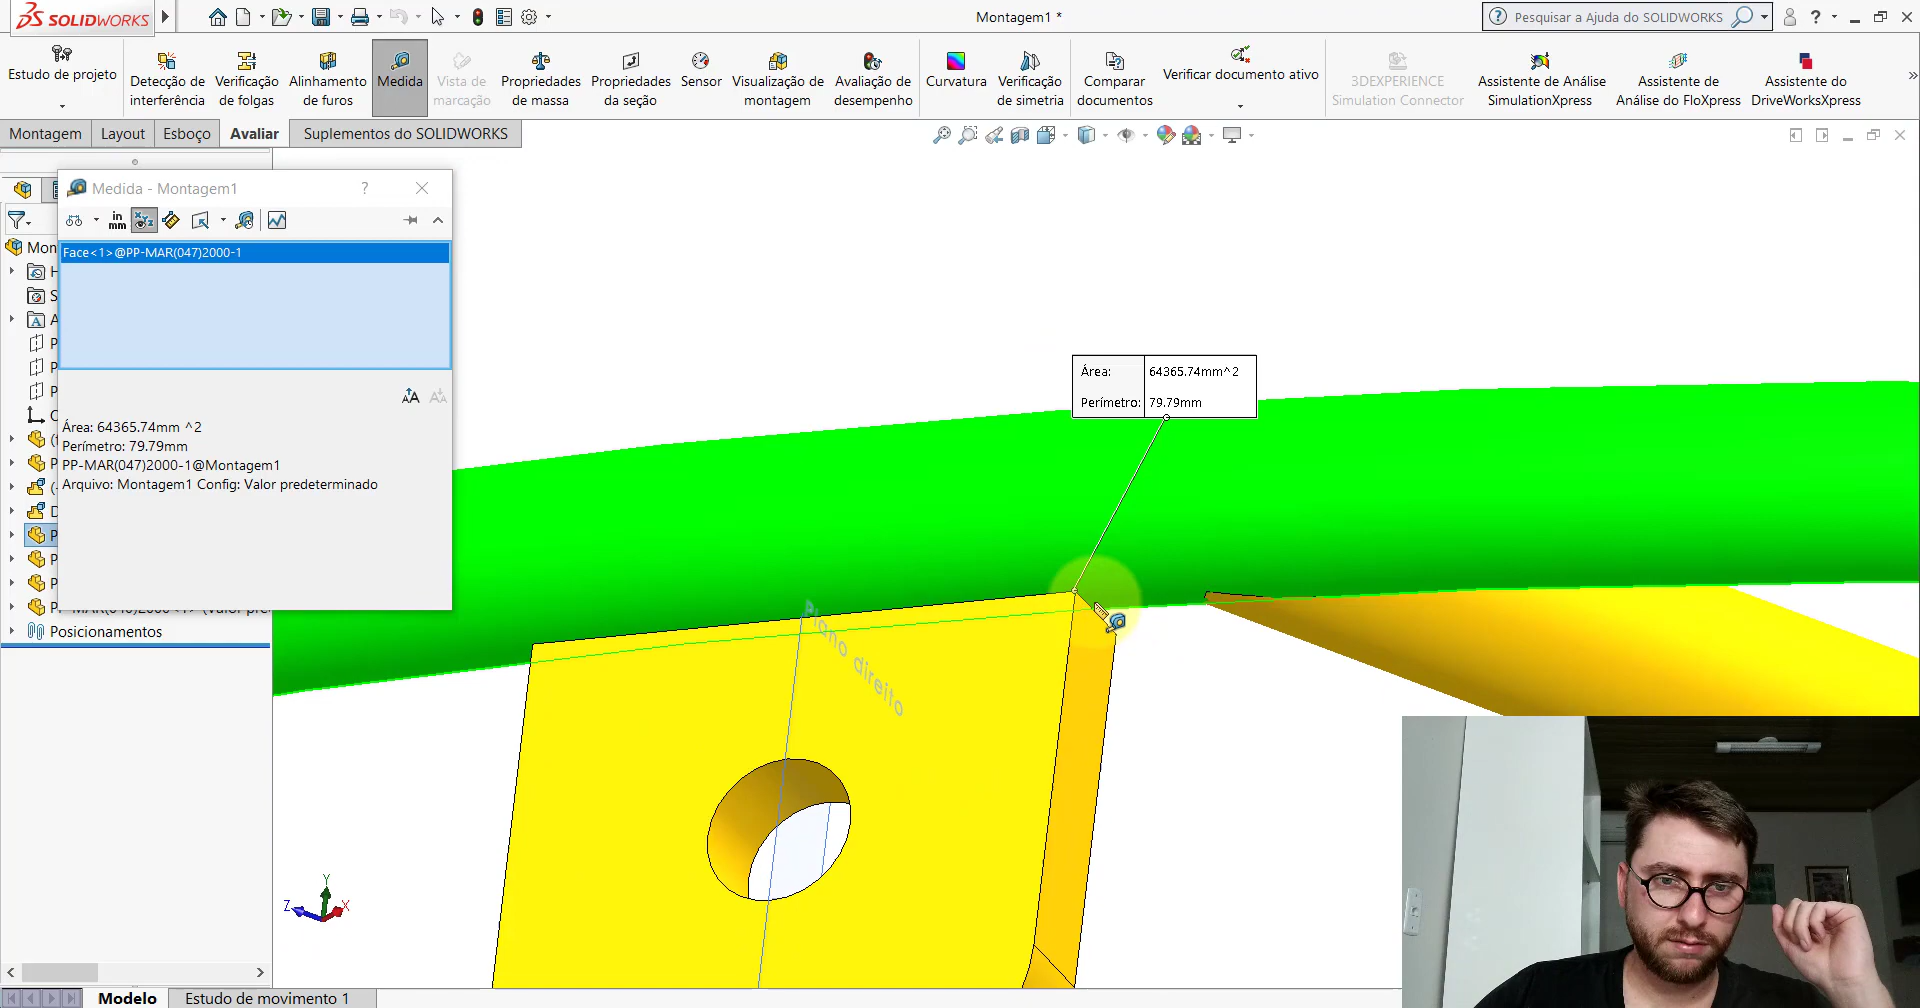 SOLIDWORKS
Montagem1 *
Pesquisar a Ajuda do SOLIDWORKS
Estudo de projeto
Detecção de interferência
Verificação de folgas
Alinhamento de furos
Medida
Vista de marcação
Propriedades de massa
Propriedades da seção
Sensor
Visualização de montagem
Avaliação de desempenho
Curvatura
Verificação de simetria
Comparar documentos
Verificar documento ativo
3DEXPERIENCE Simulation Connector
Assistente de Análise SimulationXpress
Assistente de Análise do FloXpress
Assistente do DriveWorksXpress
Montagem
Layout
Esboço
Avaliar
Suplementos do SOLIDWORKS
Medida - Montagem1
?
in
mm
Face<1>@PP-MAR(047)2000-1
Área: 64365.74mm ^2
Perímetro: 79.79mm
PP-MAR(047)2000-1@Montagem1
Arquivo: Montagem1 Config: Valor predeterminado
Mon
Posicionamentos
Área: 64365.74mm^2
Perímetro: 79.79mm
Plano direito
Y
Z
X
Modelo
Estudo de movimento 1